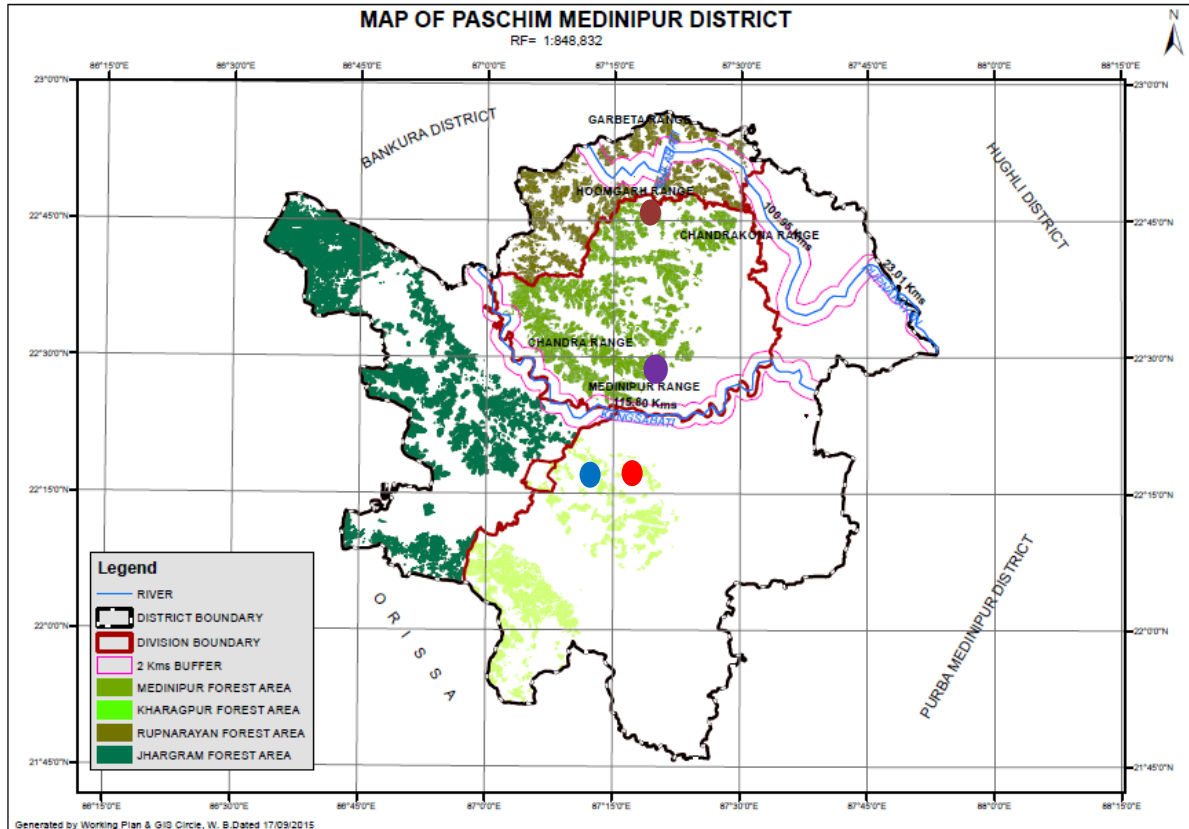 MAP OF PASCHIM MEDINIPUR DISTRICT
RF= 1:848,832
N
86°15'0"E 86°30'0"E 86°45'0"E 87°0'0"E 87°15'0"E 87°30'0"E 87°45'0"E 88°0'0"E 88°15'0"E
23°0'0"N 23°0'0"N
BANKURA DISTRICT
GARBETA RANGE
HUGHLI DISTRICT
HOOMGARH RANGE
22°45'0"N 22°45'0"N
100.95 Kms
CHANDRAKONA RANGE
23.01 Kms
RUPNARAYAN
CHANDRA RANGE
22°30'0"N 22°30'0"N
MEDINIPUR RANGE
115.80 Kms
KANGSABATI
22°15'0"N 22°15'0"N
Legend
RIVER
DISTRICT BOUNDARY
DIVISION BOUNDARY
2 Kms BUFFER
MEDINIPUR FOREST AREA
KHARAGPUR FOREST AREA
RUPNARAYAN FOREST AREA
JHARGRAM FOREST AREA
ORISSA
22°0'0"N 22°0'0"N
PURBA MEDINIPUR DISTRICT
21°45'0"N 21°45'0"N
86°15'0"E 86°30'0"E 86°45'0"E 87°0'0"E 87°15'0"E 87°30'0"E 87°45'0"E 88°0'0"E 88°15'0"E
Generated by Working Plan & GIS Circle, W. B.Dated 17/09/2015